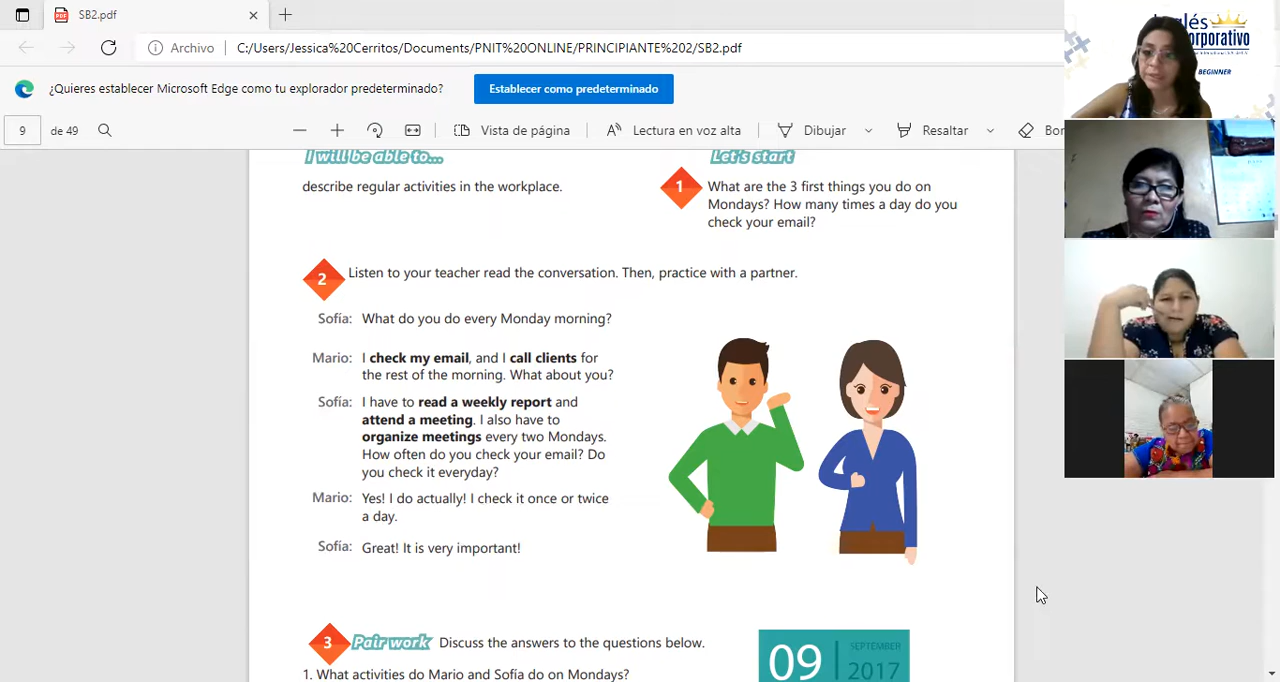 SB2.pdf
Archivo
C:/Users/Jessica%20Cerritos/Documents/PNIT%20ONLINE/PRINCIPIANTE%202/SB2.pdf
¿Quieres establecer Microsoft Edge como tu explorador predeterminado?
Establecer como predeterminado
9 de 49
Vista de página
Lectura en voz alta
Dibujar
Resaltar
I will be able to...
describe regular activities in the workplace.
Let's start
1
What are the 3 first things you do on
Mondays? How many times a day do you
check your email?
2
Listen to your teacher read the conversation. Then, practice with a partner.
Sofía: What do you do every Monday morning?
Mario: I check my email, and I call clients for
the rest of the morning. What about you?
Sofía: I have to read a weekly report and
attend a meeting. I also have to
organize meetings every two Mondays.
How often do you check your email? Do
you check it everyday?
Mario: Yes! I do actually! I check it once or twice
a day.
Sofía: Great! It is very important!
3
Pair work Discuss the answers to the questions below.
1. What activities do Mario and Sofía do on Mondays?
09
SEPTEMBER
2017
BEGINNER